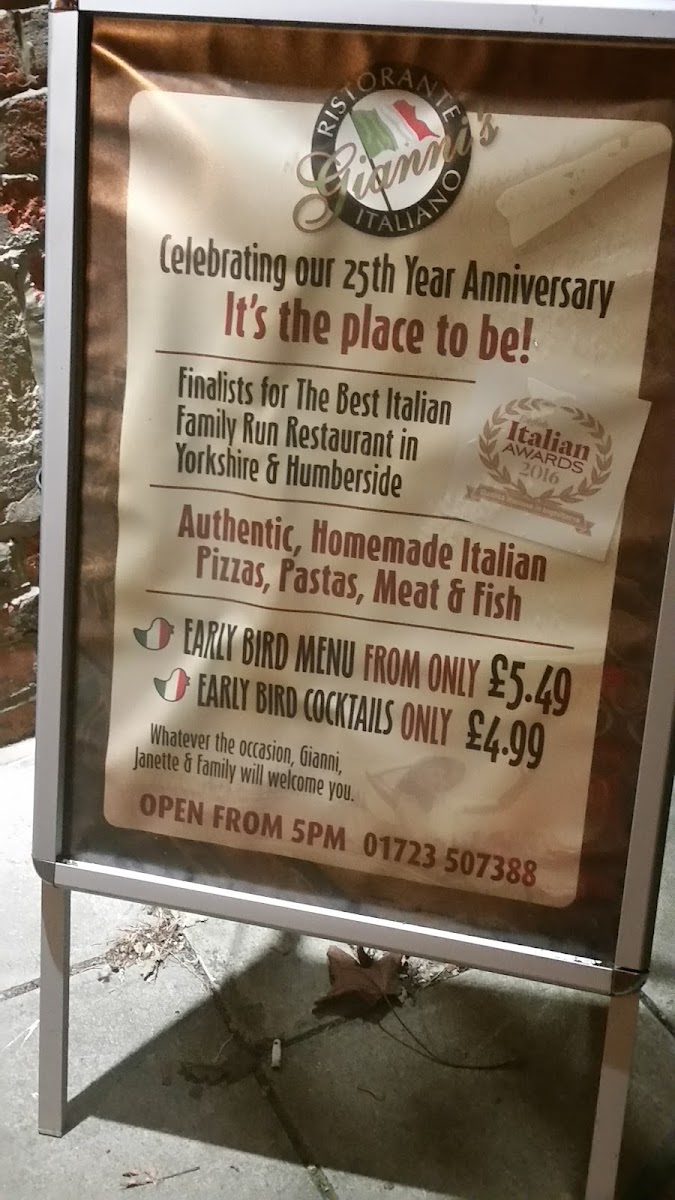 RISTORANTE
Gianni's
ITALIANO
Celebrating our 25th Year Anniversary
It's the place to be!
Finalists for The Best Italian
Family Run Restaurant in
Yorkshire & Humberside
Italian
AWARDS
2016
Authentic, Homemade Italian
Pizzas, Pastas, Meat & Fish
EARLY BIRD MENU FROM ONLY £5.49
EARLY BIRD COCKTAILS ONLY £4.99
Whatever the occasion, Gianni,
Janette & Family will welcome you.
OPEN FROM 5PM 01723 507388